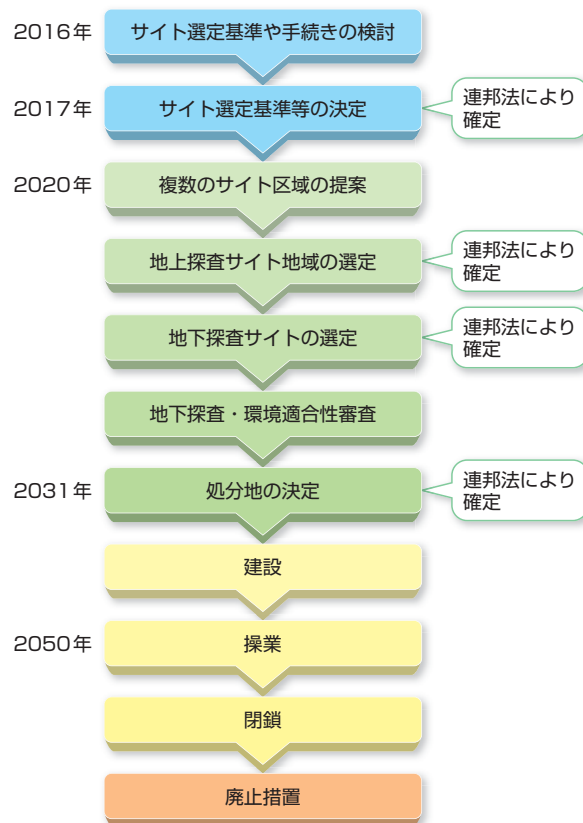 2016年 サイト選定基準や手続きの検討
2017年 サイト選定基準等の決定
連邦法により
確定
2020年 複数のサイト区域の提案
地上探査サイト地域の選定
連邦法により
確定
地下探査サイトの選定
連邦法により
確定
地下探査・環境適合性審査
2031年 処分地の決定
連邦法により
確定
建設
2050年 操業
閉鎖
廃止措置